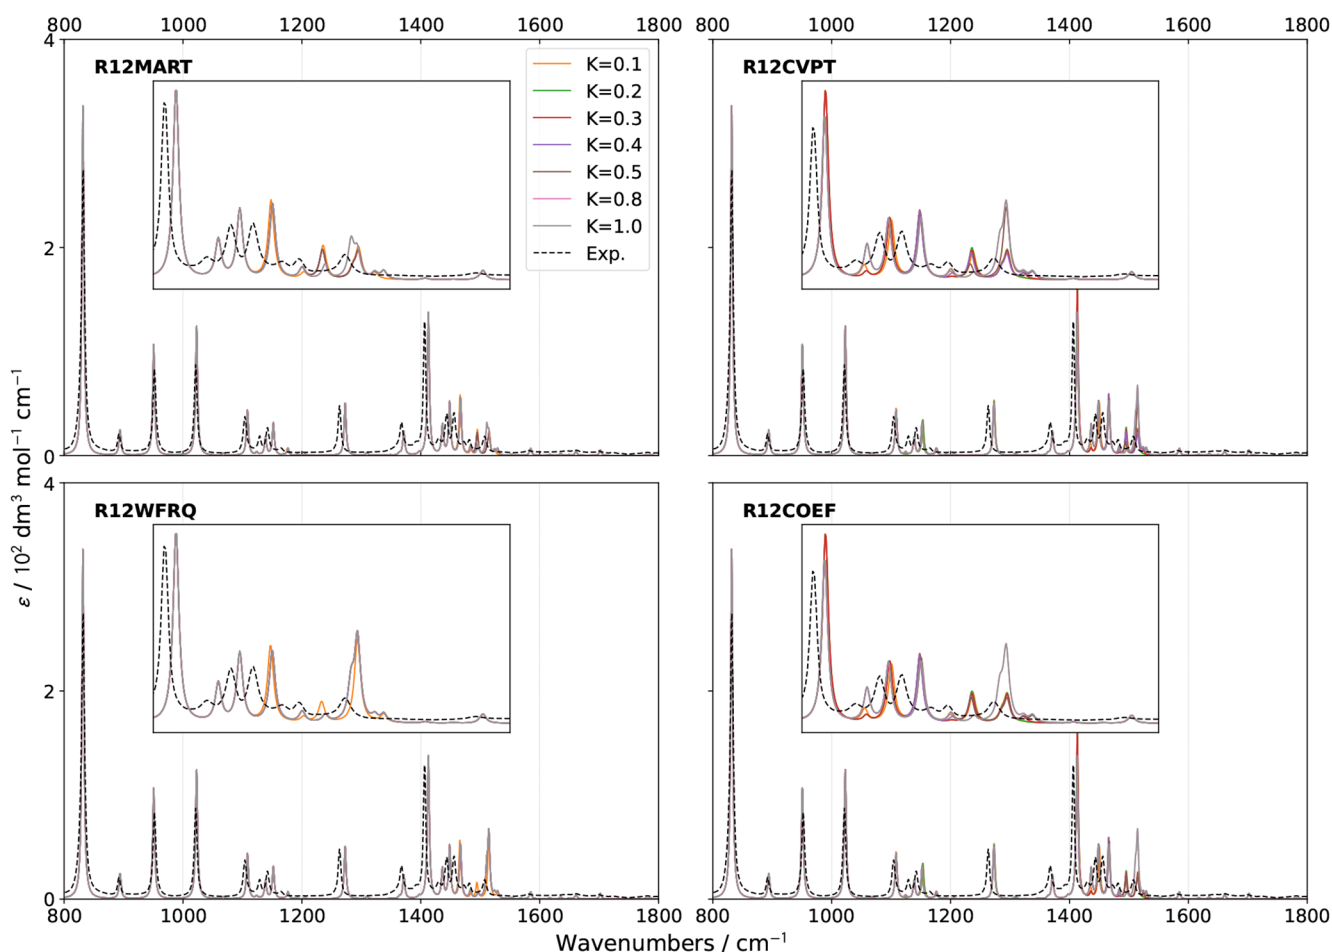 800 1000 1200 1400 1600 1800 800 1000 1200 1400 1600 1800
4
R12MART
R12CVPT
K=0.1
K=0.2
K=0.3
K=0.4
K=0.5
K=0.8
K=1.0
Exp.
2
0
4
R12WFRQ
R12COEF
2
0
800 1000 1200 1400 1600 1800 800 1000 1200 1400 1600 1800
ε / 10² dm³ mol⁻¹ cm⁻¹
Wavenumbers / cm⁻¹